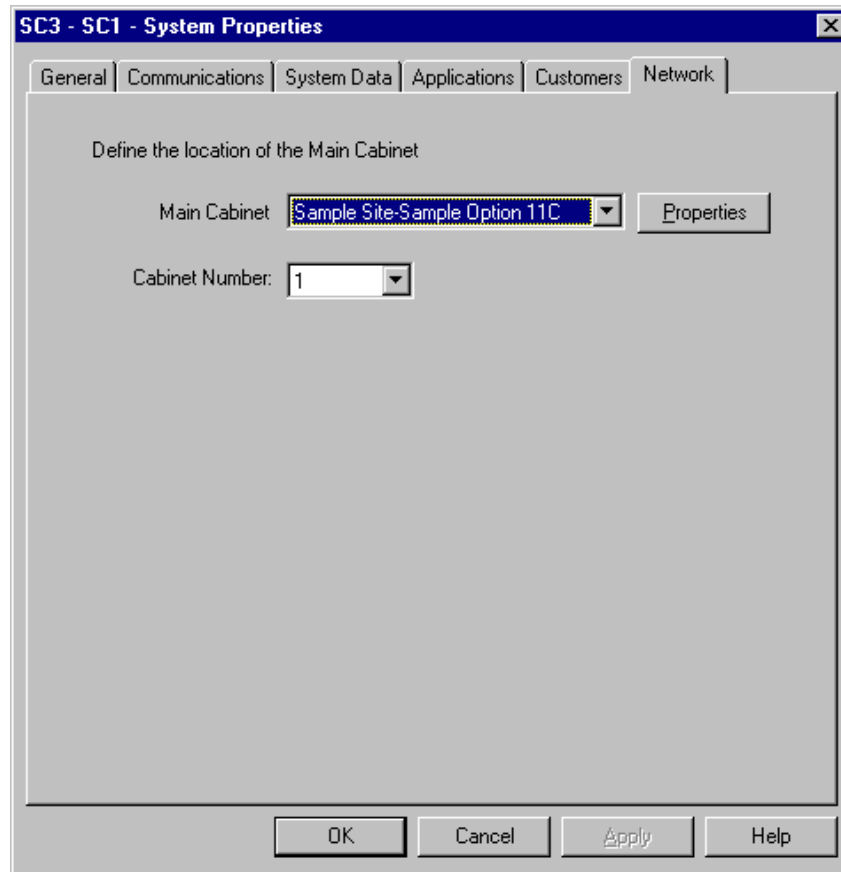 SC3 - SC1 - System Properties
General Communications System Data Applications Customers Network
Define the location of the Main Cabinet
Main Cabinet Sample Site-Sample Option 11C Properties
Cabinet Number: 1
OK Cancel Apply Help